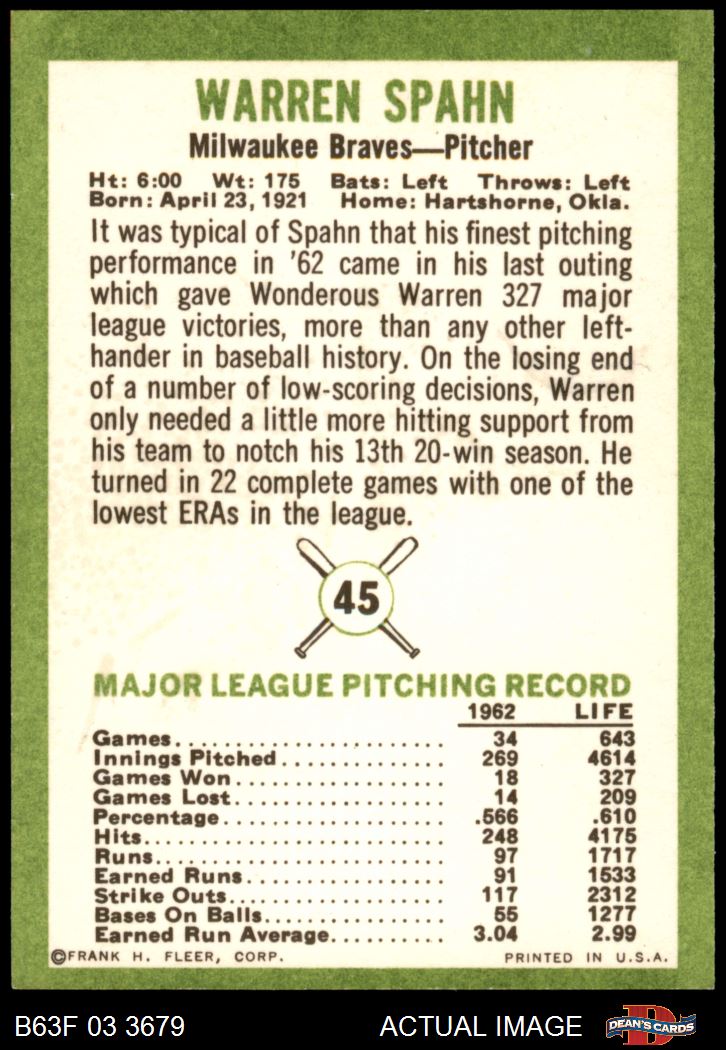 WARREN SPAHN
Milwaukee Braves—Pitcher
Ht: 6:00 Wt: 175 Bats: Left Throws: Left
Born: April 23, 1921 Home: Hartshorne, Okla.
It was typical of Spahn that his finest pitching
performance in '62 came in his last outing
which gave Wonderous Warren 327 major
league victories, more than any other left-
hander in baseball history. On the losing end
of a number of low-scoring decisions, Warren
only needed a little more hitting support from
his team to notch his 13th 20-win season. He
turned in 22 complete games with one of the
lowest ERAs in the league.
45
MAJOR LEAGUE PITCHING RECORD
1962 LIFE
Games 34 643
Innings Pitched 269 4614
Games Won 18 327
Games Lost 14 209
Percentage .566 .610
Hits 248 4175
Runs 97 1717
Earned Runs 91 1533
Strike Outs 117 2312
Bases On Balls 55 1277
Earned Run Average 3.04 2.99
©FRANK H. FLEER, CORP. PRINTED IN U.S.A.
B63F 03 3679 ACTUAL IMAGE D DEAN'S CARDS